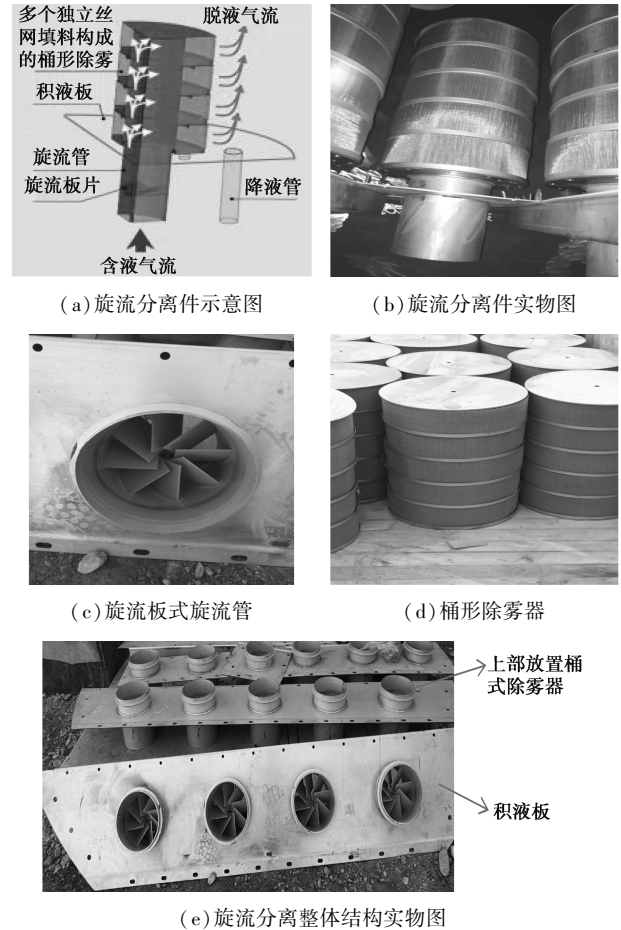 多个独立丝
网填料构成
的桶形除雾
脱液气流
积液板
旋流管
旋流板片
降液管
含液气流
(a)旋流分离件示意图
(b)旋流分离件实物图
(c)旋流板式旋流管
(d)桶形除雾器
上部放置桶
式除雾器
积液板
(e)旋流分离整体结构实物图